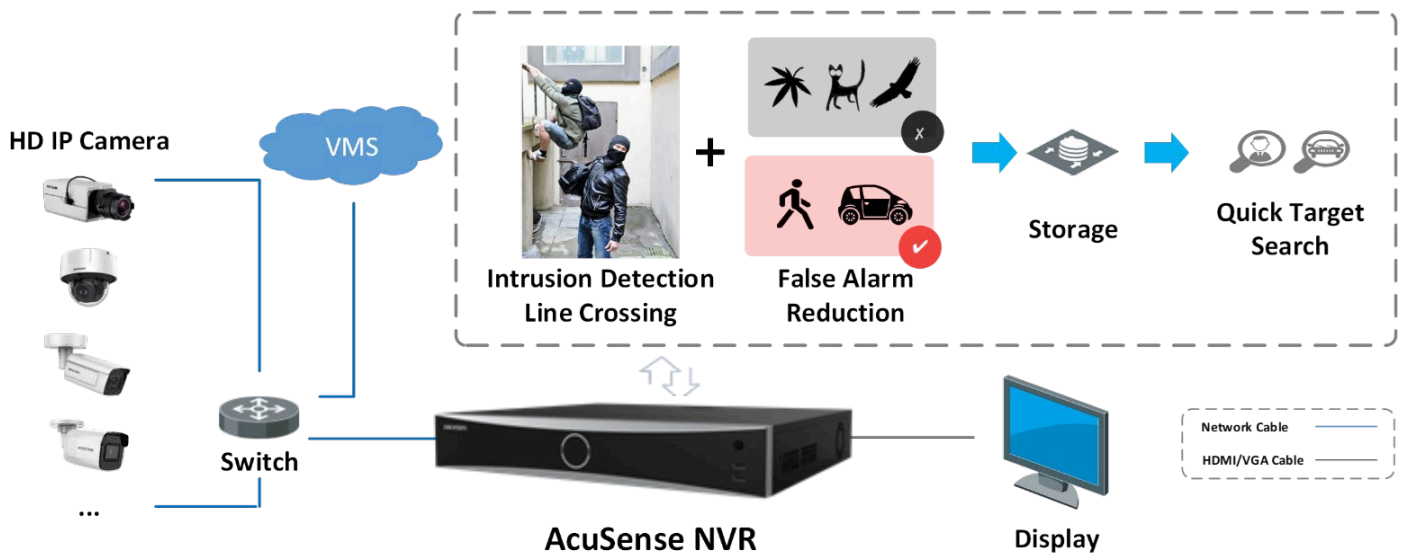 HD IP Camera
VMS
Intrusion Detection
Line Crossing
+
False Alarm
Reduction
Storage
Quick Target
Search
Switch
...
AcuSense NVR
Display
Network Cable
HDMI/VGA Cable